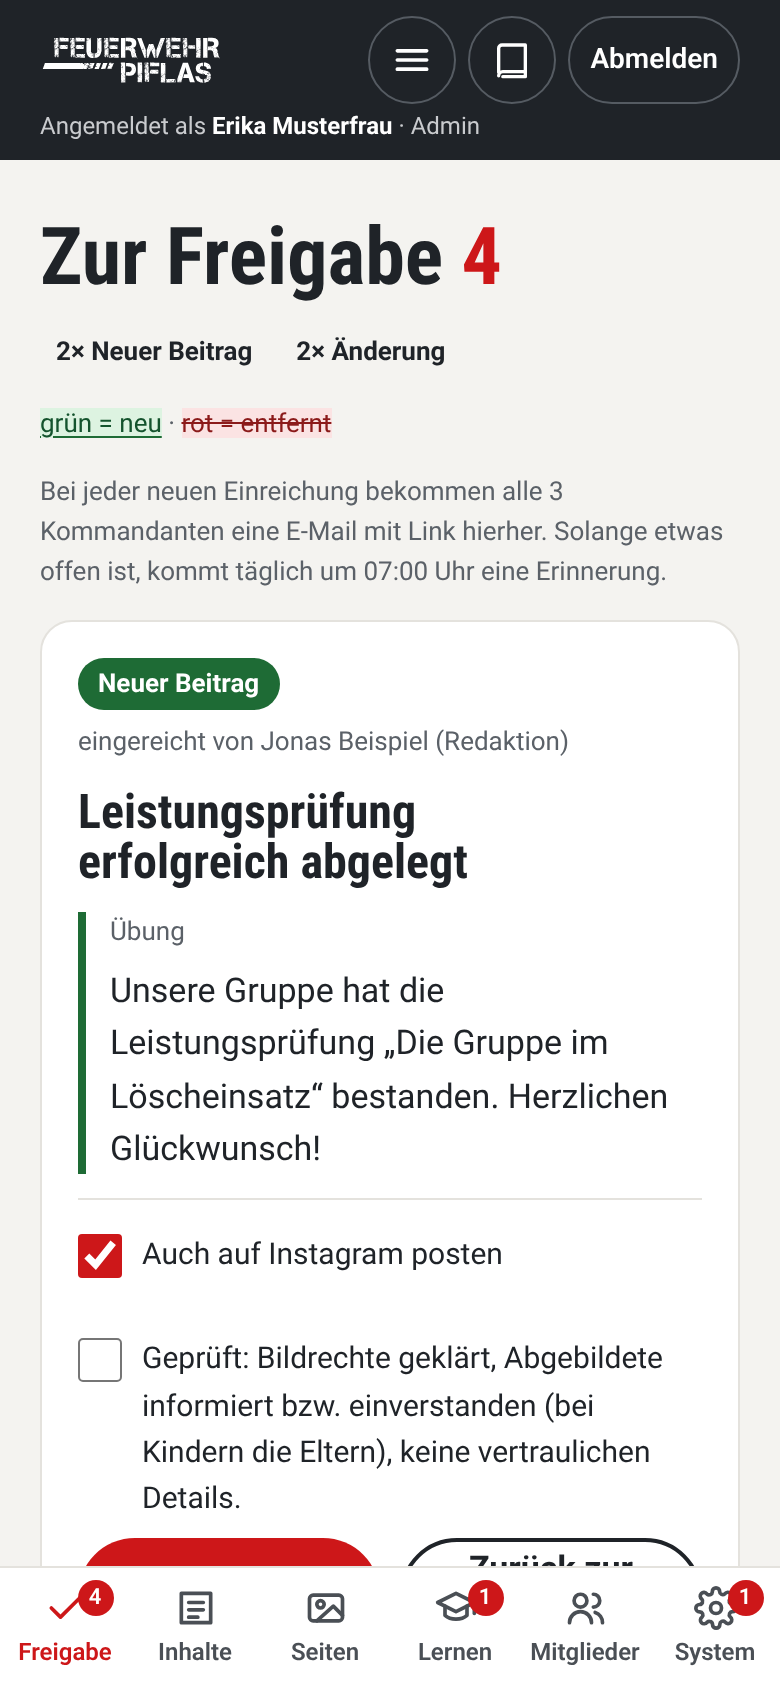 FEUERWEHR
PIFLAS
Abmelden
Angemeldet als Erika Musterfrau · Admin
Zur Freigabe 4
2× Neuer Beitrag 2× Änderung
grün = neu · rot = entfernt
Bei jeder neuen Einreichung bekommen alle 3
Kommandanten eine E-Mail mit Link hierher. Solange etwas
offen ist, kommt täglich um 07:00 Uhr eine Erinnerung.
Neuer Beitrag
eingereicht von Jonas Beispiel (Redaktion)
Leistungsprüfung
erfolgreich abgelegt
Übung
Unsere Gruppe hat die
Leistungsprüfung „Die Gruppe im
Löscheinsatz“ bestanden. Herzlichen
Glückwunsch!
Auch auf Instagram posten
Geprüft: Bildrechte geklärt, Abgebildete
informiert bzw. einverstanden (bei
Kindern die Eltern), keine vertraulichen
Details.
Zurück zur
4 1 1
Freigabe Inhalte Seiten Lernen Mitglieder System